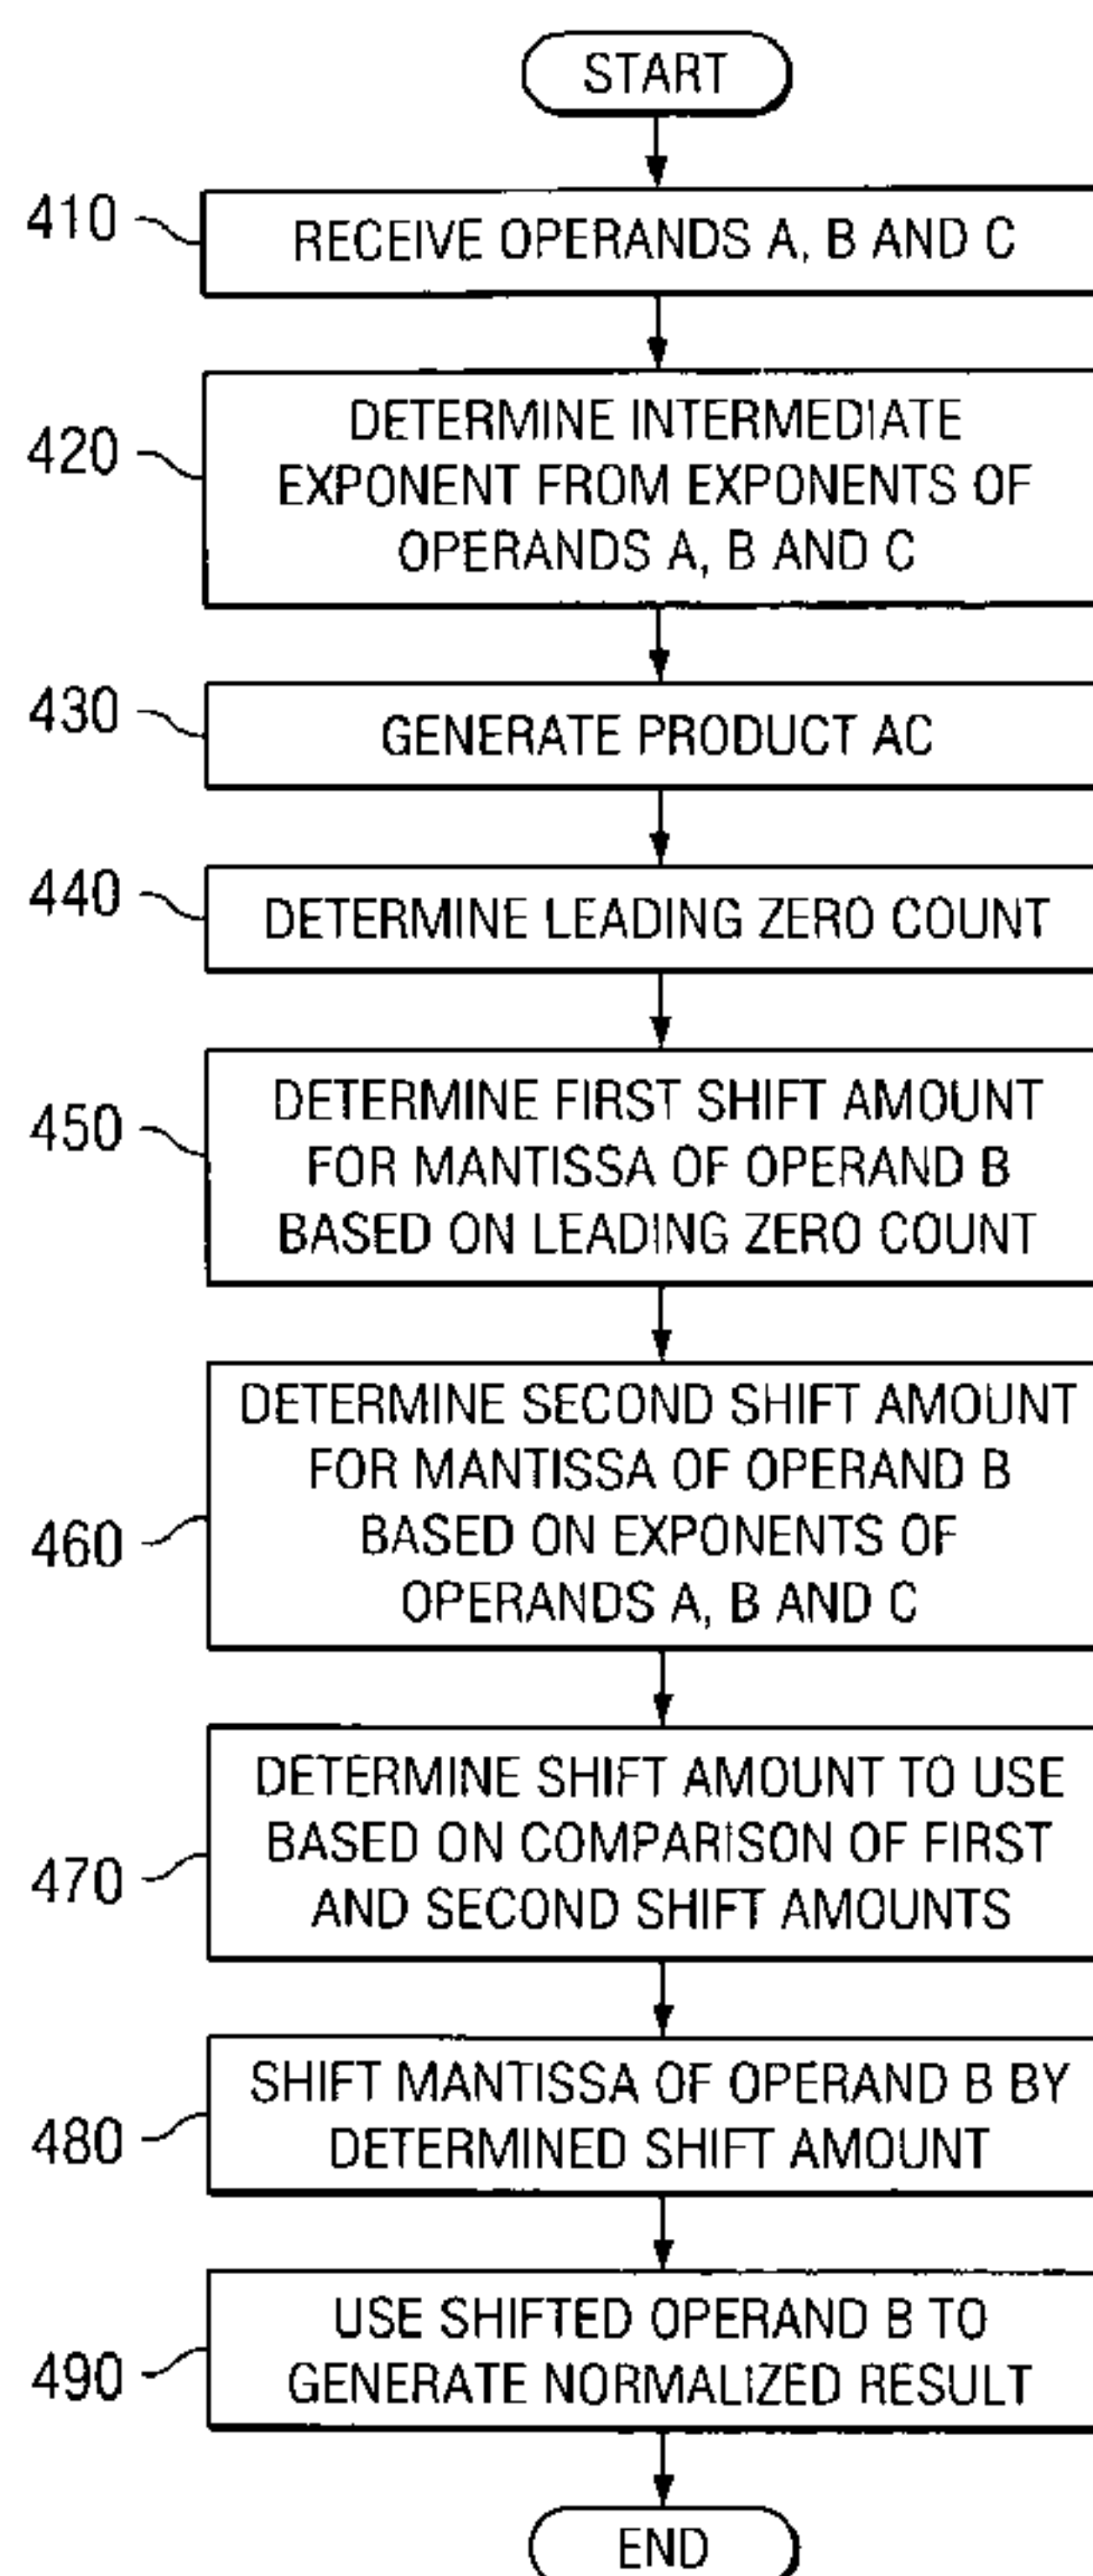 START
410
RECEIVE OPERANDS A, B AND C
420
DETERMINE INTERMEDIATE
EXPONENT FROM EXPONENTS OF
OPERANDS A, B AND C
430
GENERATE PRODUCT AC
440
DETERMINE LEADING ZERO COUNT
450
DETERMINE FIRST SHIFT AMOUNT
FOR MANTISSA OF OPERAND B
BASED ON LEADING ZERO COUNT
460
DETERMINE SECOND SHIFT AMOUNT
FOR MANTISSA OF OPERAND B
BASED ON EXPONENTS OF
OPERANDS A, B AND C
470
DETERMINE SHIFT AMOUNT TO USE
BASED ON COMPARISON OF FIRST
AND SECOND SHIFT AMOUNTS
480
SHIFT MANTISSA OF OPERAND B BY
DETERMINED SHIFT AMOUNT
490
USE SHIFTED OPERAND B TO
GENERATE NORMALIZED RESULT
END